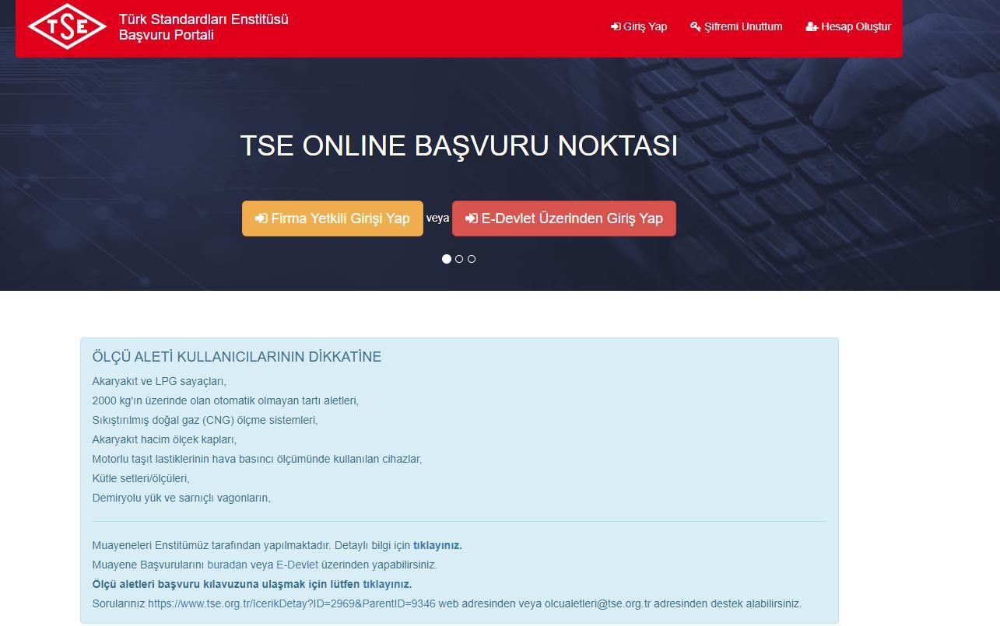 TSE
Türk Standardları Enstitüsü
Başvuru Portali
Giriş Yap
Şifremi Unuttum
Hesap Oluştur
TSE ONLINE BAŞVURU NOKTASI
Firma Yetkili Girişi Yap veya E-Devlet Üzerinden Giriş Yap
ÖLÇÜ ALETİ KULLANICILARININ DİKKATİNE
Akaryakıt ve LPG sayaçları,
2000 kg'ın üzerinde olan otomatik olmayan tartı aletleri,
Sıkıştırılmış doğal gaz (CNG) ölçme sistemleri,
Akaryakıt hacim ölçek kapları,
Motorlu taşıt lastiklerinin hava basıncı ölçümünde kullanılan cihazlar,
Kütle setleri/ölçüleri,
Demiryolu yük ve sarnıçlı vagonların,
Muayeneleri Enstitümüz tarafından yapılmaktadır. Detaylı bilgi için tıklayınız.
Muayene Başvurularını buradan veya E-Devlet üzerinden yapabilirsiniz.
Ölçü aletleri başvuru kılavuzuna ulaşmak için lütfen tıklayınız.
Sorularınız https://www.tse.org.tr/IcerikDetay?ID=2969&ParentID=9346 web adresinden veya olcualetleri@tse.org.tr adresinden destek alabilirsiniz.